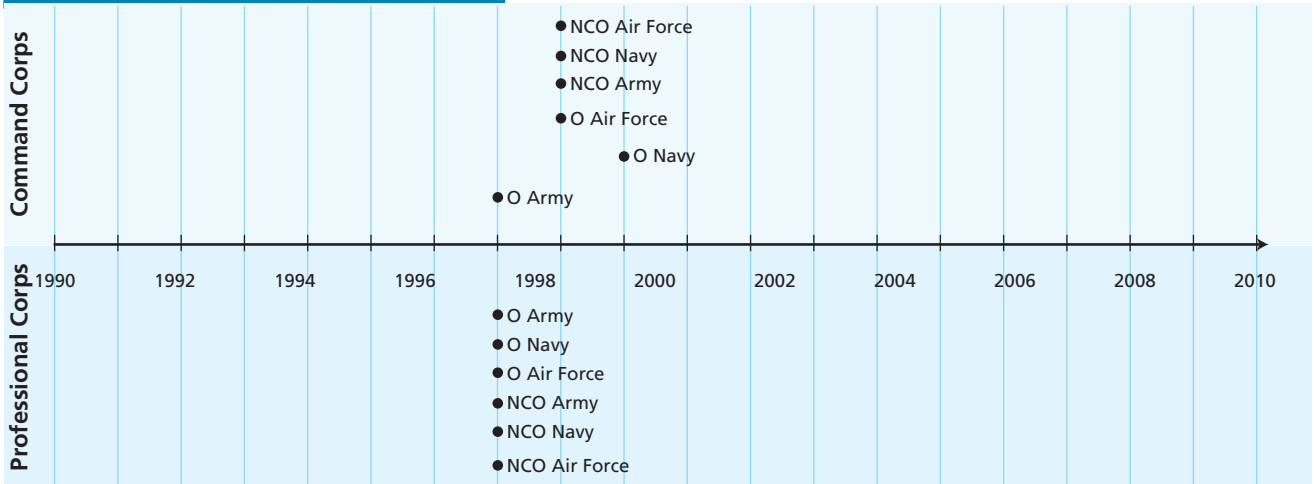 Command Corps
NCO Air Force
NCO Navy
NCO Army
O Air Force
O Navy
O Army
1990 1992 1994 1996 1998 2000 2002 2004 2006 2008 2010
Professional Corps
O Army
O Navy
O Air Force
NCO Army
NCO Navy
NCO Air Force